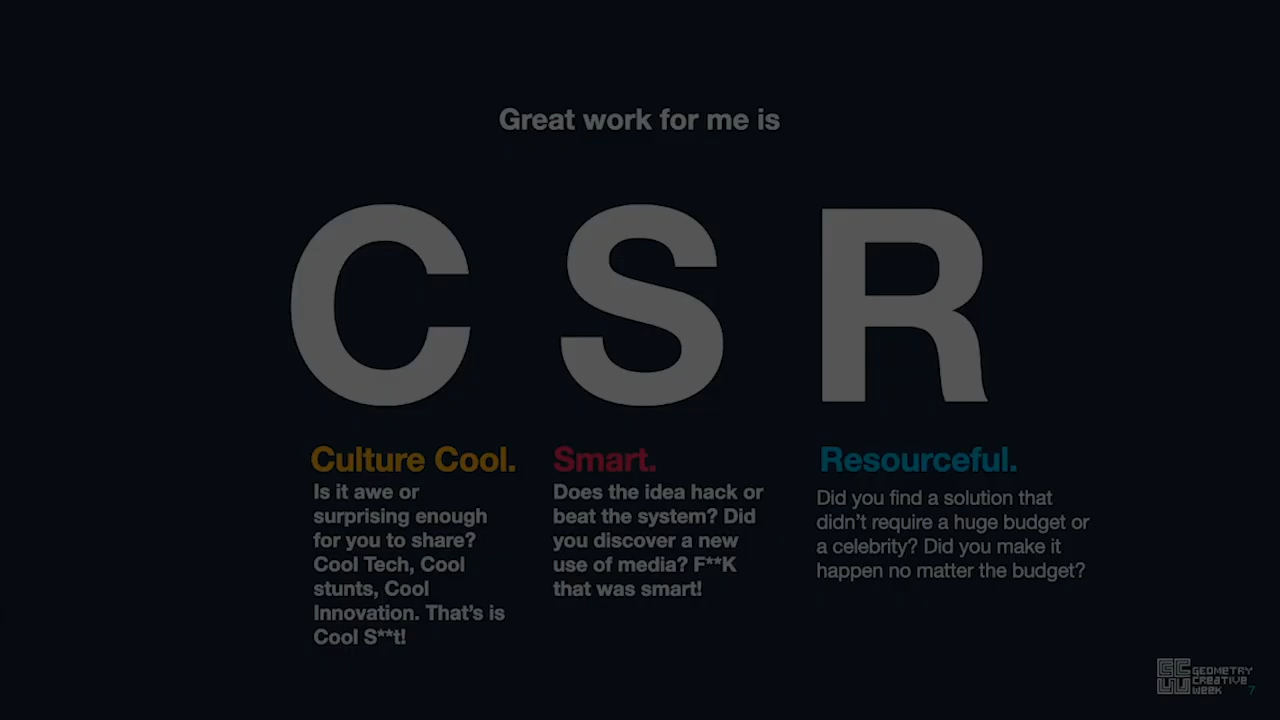 Great work for me is
C S R
Culture Cool.
Is it awe or
surprising enough
for you to share?
Cool Tech, Cool
stunts, Cool
Innovation. That's is
Cool S**t!
Smart.
Does the idea hack or
beat the system? Did
you discover a new
use of media? F**K
that was smart!
Resourceful.
Did you find a solution that
didn't require a huge budget or
a celebrity? Did you make it
happen no matter the budget?
GEOMETRY
CREATIVE
WEEK
7